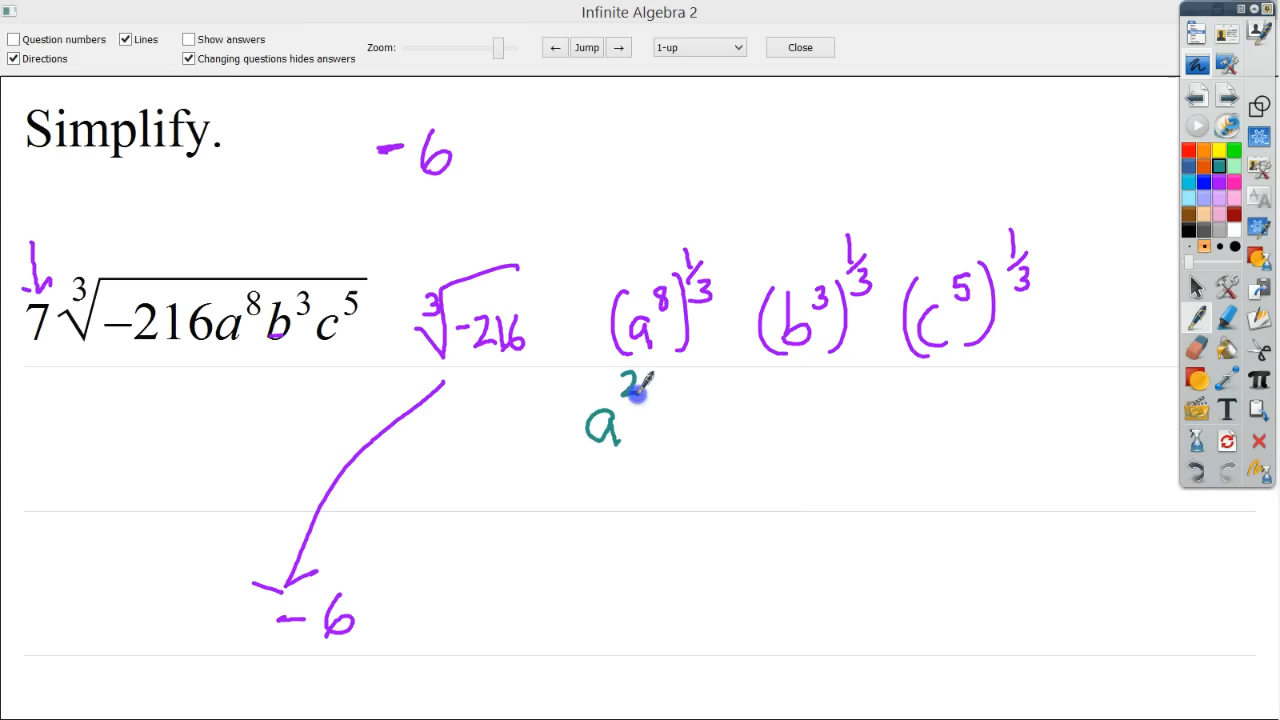 Infinite Algebra 2
Question numbers Lines Show answers Zoom: ← Jump → 1-up Close
Directions Changing questions hides answers
Simplify.
-6
7∛(−216a⁸b³c⁵) ∛(-216) (a⁸)^(1/3) (b³)^(1/3) (c⁵)^(1/3)
a²
-6